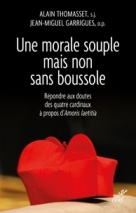 ALAIN THOMASSET, s.j.
JEAN-MIGUEL GARRIGUES, o.p.
Une morale souple
mais non
sans boussole
Répondre aux doutes
des quatre cardinaux
à propos d'Amoris laetitia